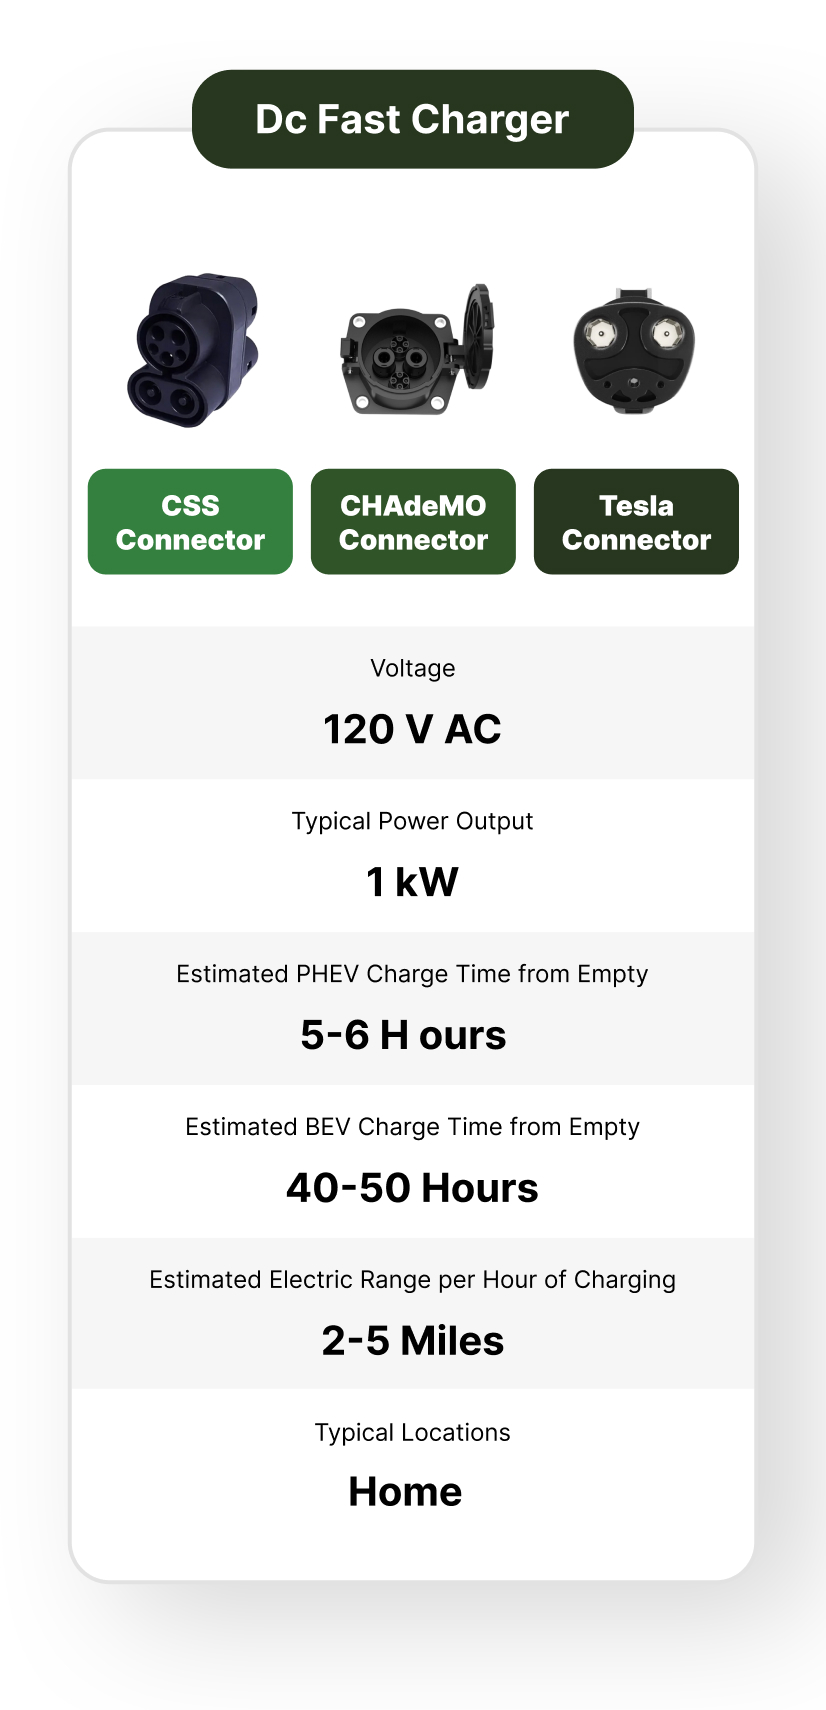 Dc Fast Charger
CSS
Connector
CHAdeMO
Connector
Tesla
Connector
Voltage
120 V AC
Typical Power Output
1 kW
Estimated PHEV Charge Time from Empty
5-6 H ours
Estimated BEV Charge Time from Empty
40-50 Hours
Estimated Electric Range per Hour of Charging
2-5 Miles
Typical Locations
Home